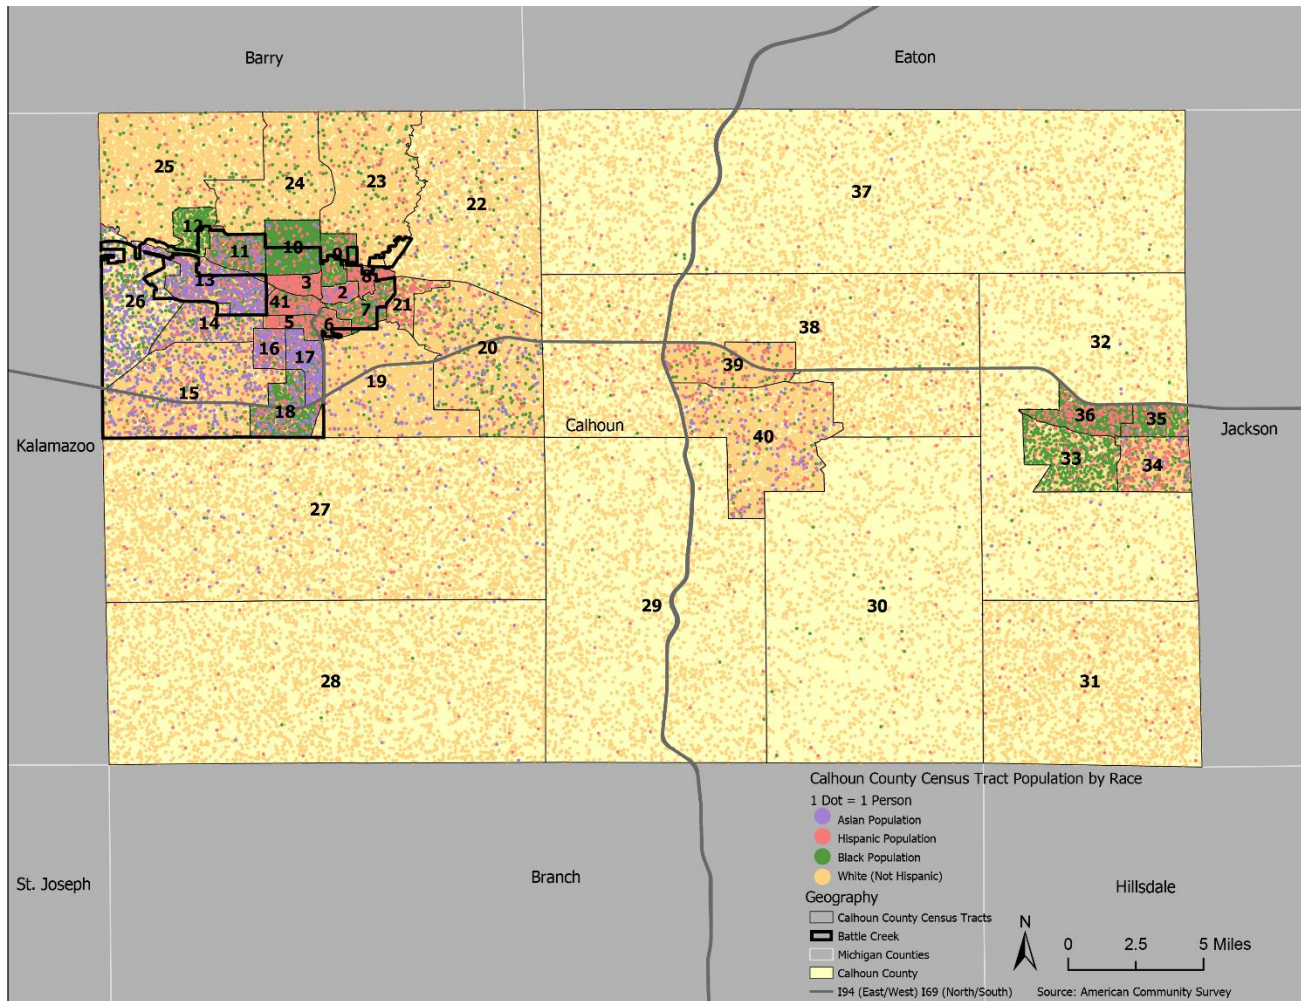 Barry
Eaton
25
24
23
22
37
12
11
10
9
13
3
8
26
2
41
7
21
14
5
6
38
32
16
17
20
39
15
19
18
36
35
Calhoun
40
Kalamazoo
Jackson
33
34
27
29
30
28
31
Calhoun County Census Tract Population by Race
1 Dot = 1 Person
Asian Population
Hispanic Population
Black Population
White (Not Hispanic)
St. Joseph
Branch
Hillsdale
Geography
Calhoun County Census Tracts
Battle Creek
Michigan Counties
Calhoun County
I94 (East/West) I69 (North/South)
N
0 2.5 5 Miles
Source: American Community Survey